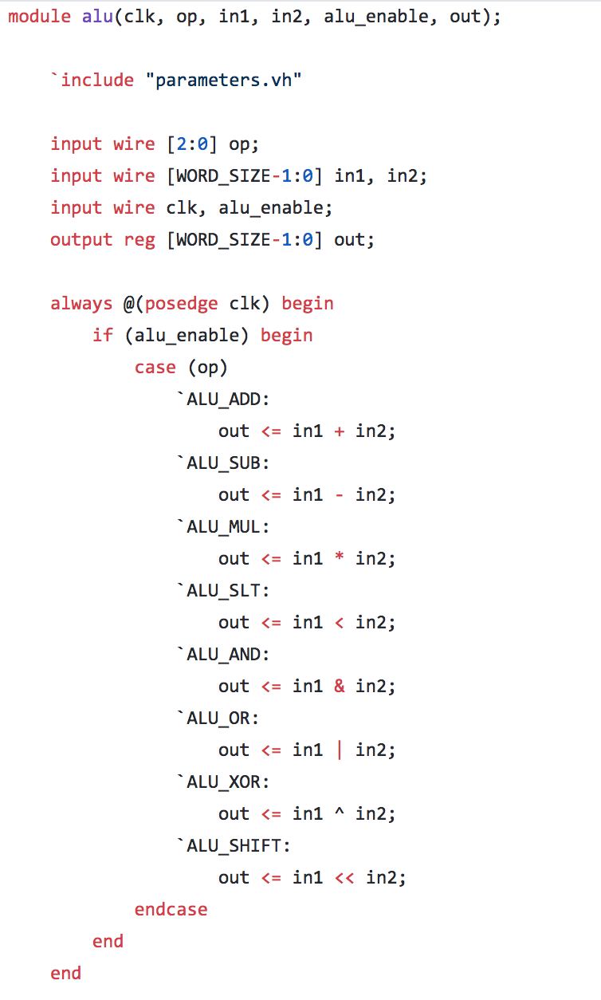 module alu(clk, op, in1, in2, alu_enable, out);
`include "parameters.vh"
input wire [2:0] op;
input wire [WORD_SIZE-1:0] in1, in2;
input wire clk, alu_enable;
output reg [WORD_SIZE-1:0] out;
always @(posedge clk) begin
if (alu_enable) begin
case (op)
`ALU_ADD:
out <= in1 + in2;
`ALU_SUB:
out <= in1 - in2;
`ALU_MUL:
out <= in1 * in2;
`ALU_SLT:
out <= in1 < in2;
`ALU_AND:
out <= in1 & in2;
`ALU_OR:
out <= in1 | in2;
`ALU_XOR:
out <= in1 ^ in2;
`ALU_SHIFT:
out <= in1 << in2;
endcase
end
end